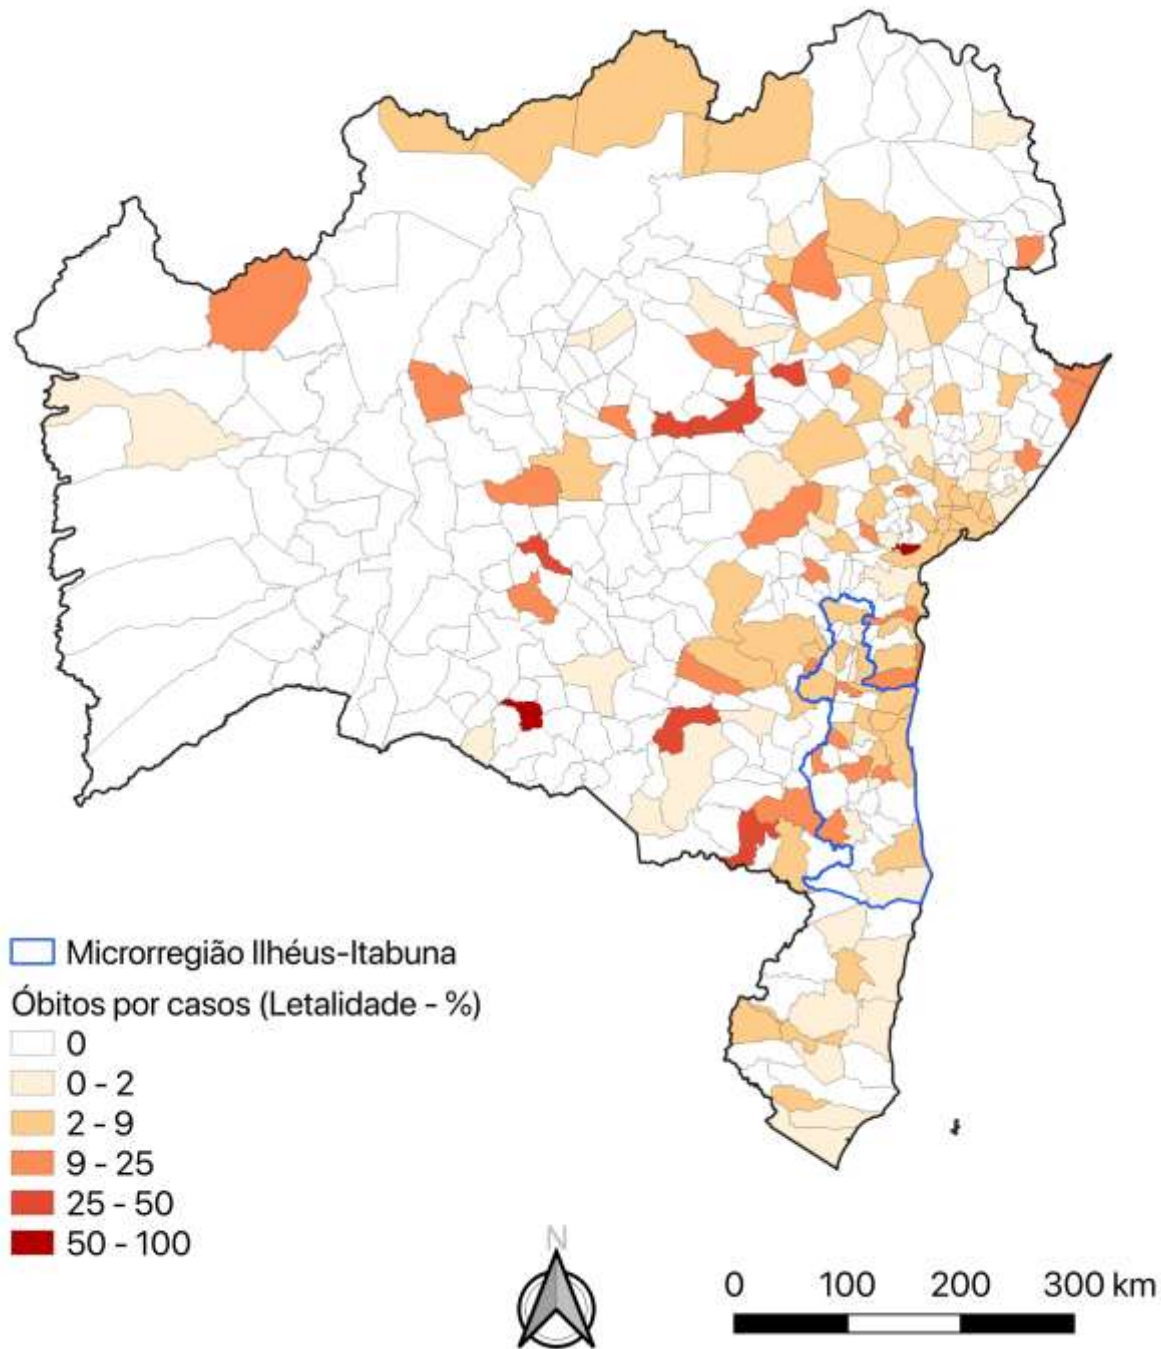 Microrregião Ilhéus-Itabuna
Óbitos por casos (Letalidade - %)
0
0 - 2
2 - 9
9 - 25
25 - 50
50 - 100
N
0 100 200 300 km